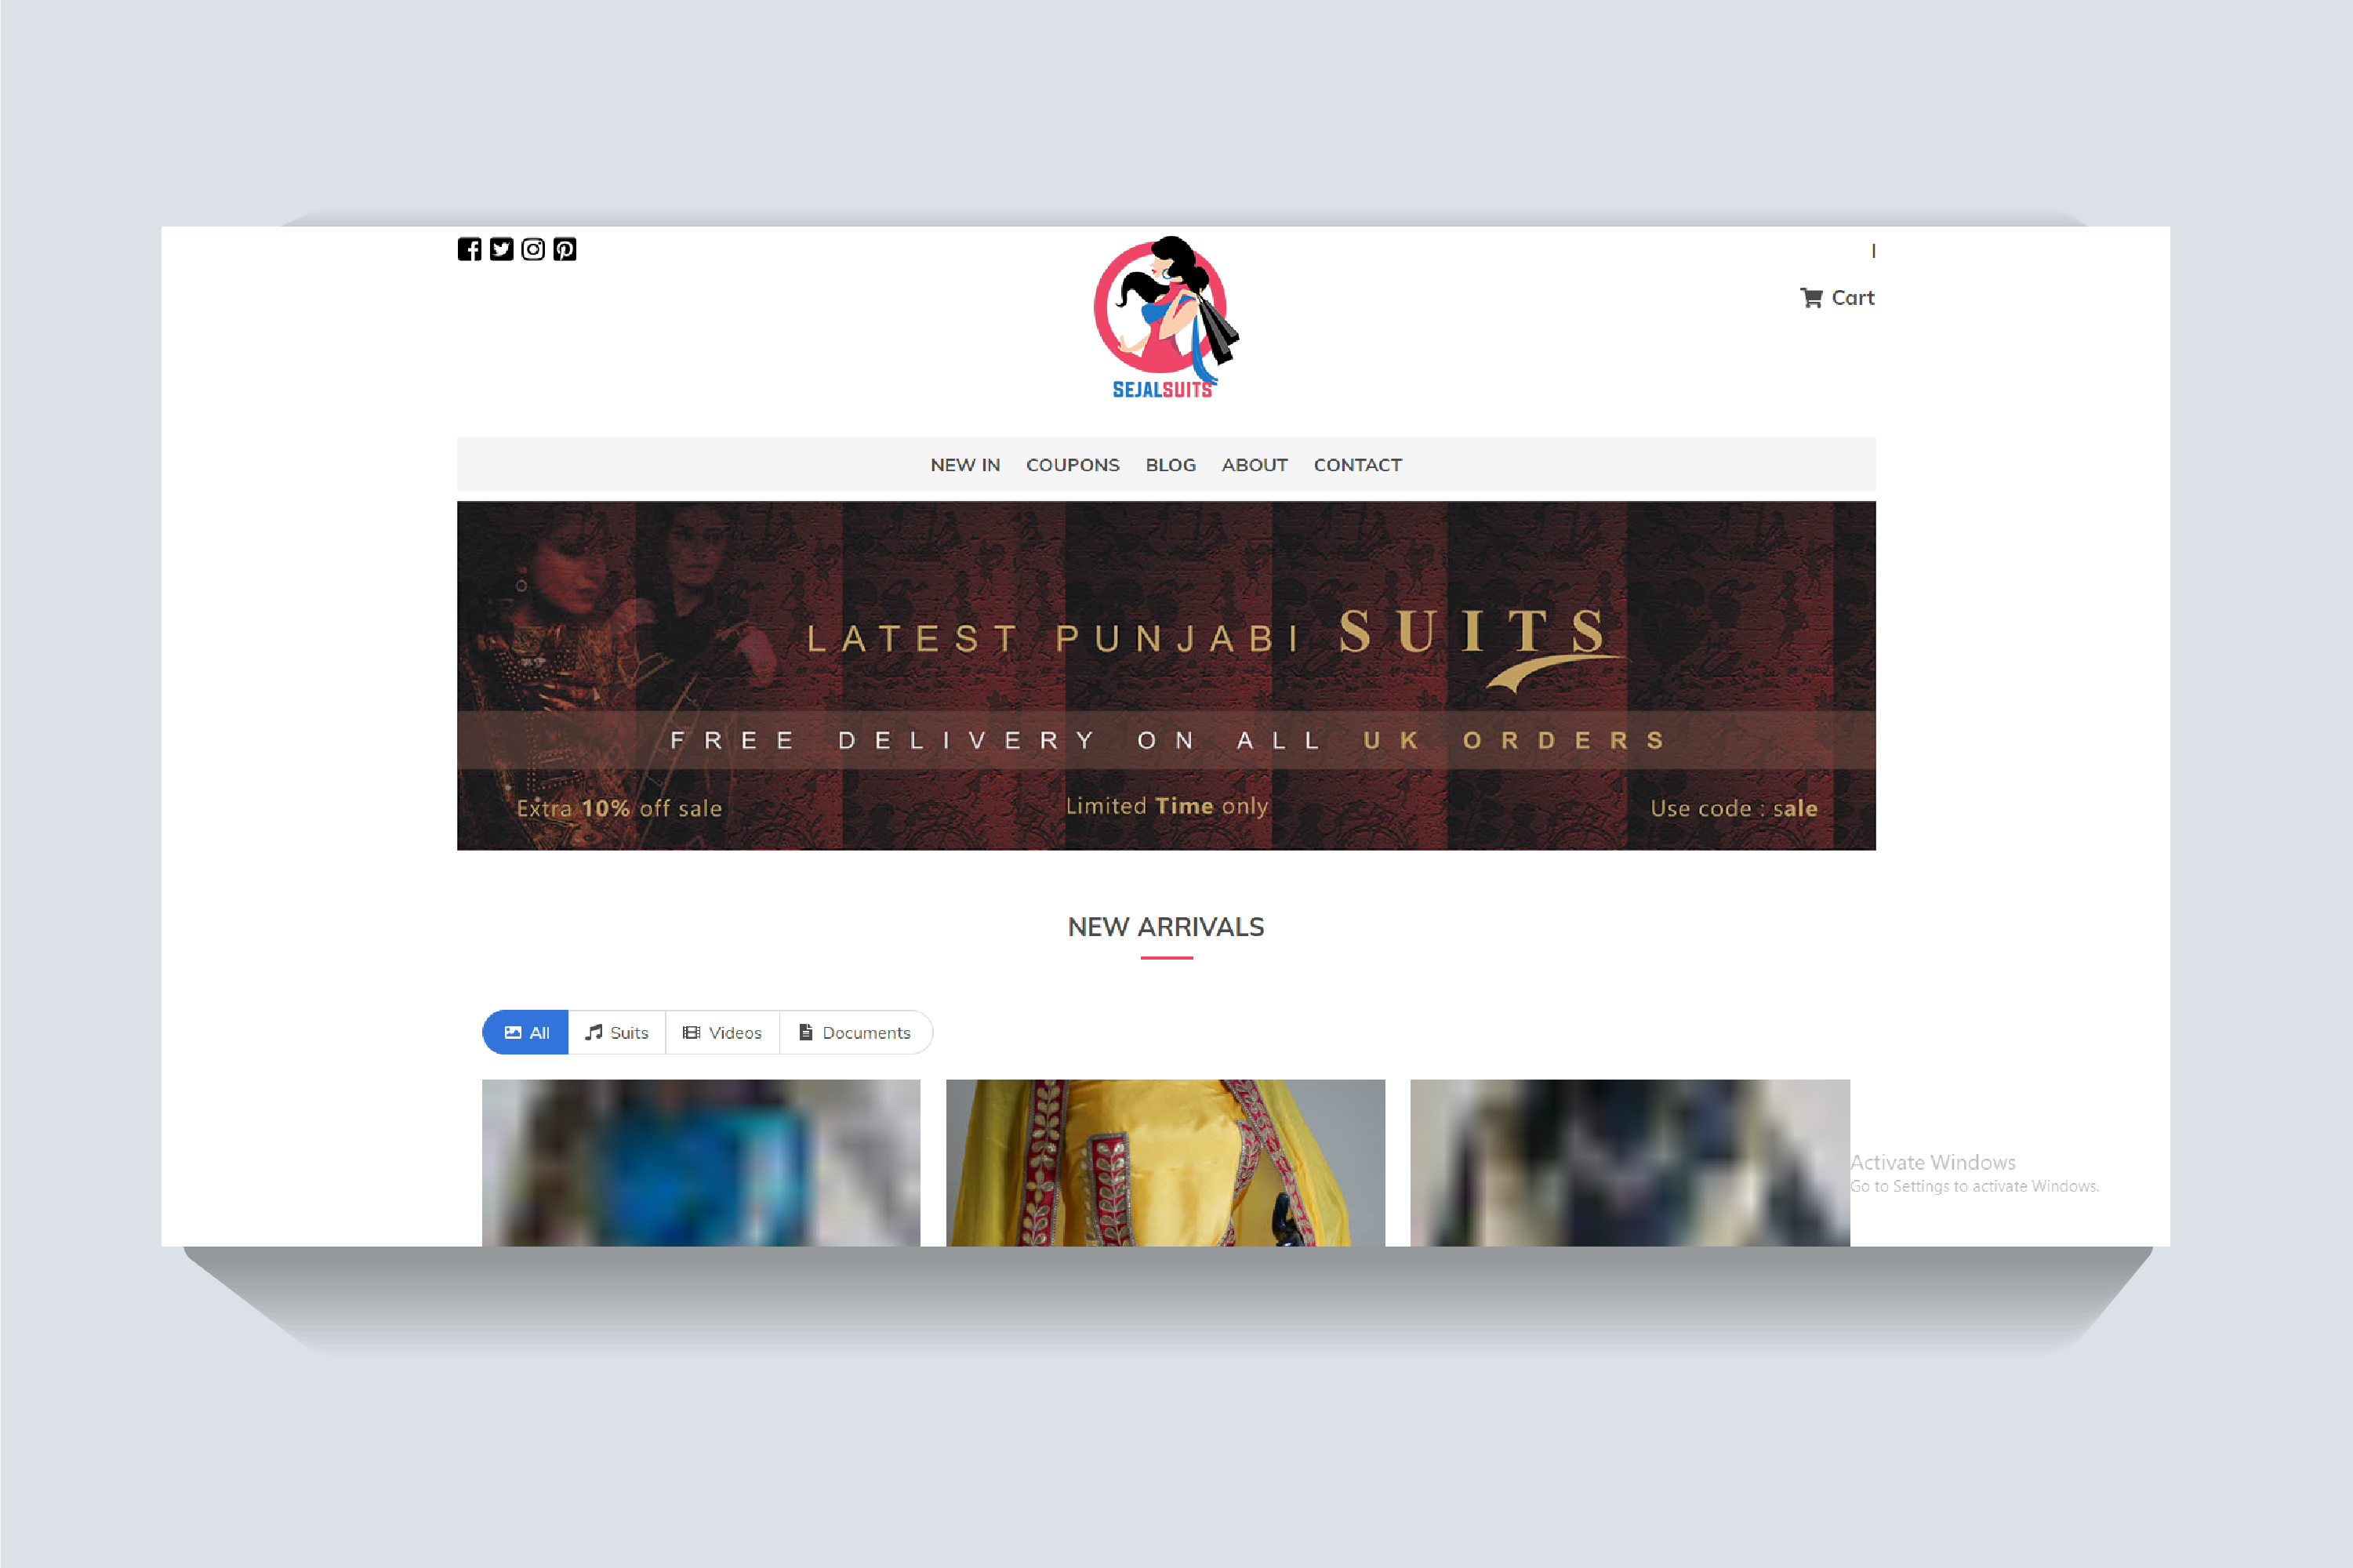 |
Cart
SEJALSUITS
NEW IN COUPONS BLOG ABOUT CONTACT
LATEST PUNJABI SUITS
FREE DELIVERY ON ALL UK ORDERS
Extra 10% off sale Limited Time only Use code : sale
NEW ARRIVALS
All Suits Videos Documents
Activate Windows
Go to Settings to activate Windows.